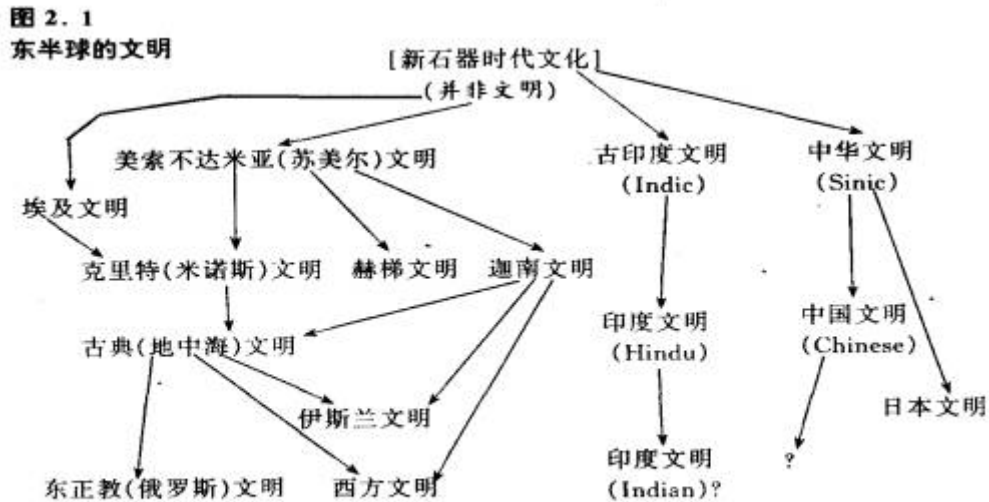 图 2. 1
东半球的文明
[新石器时代文化]
(并非文明)
美索不达米亚(苏美尔)文明
古印度文明
(Indic)
中华文明
(Sinic)
埃及文明
克里特(米诺斯)文明
赫梯文明
迦南文明
古典(地中海)文明
印度文明
(Hindu)
中国文明
(Chinese)
伊斯兰文明
日本文明
东正教(俄罗斯)文明
西方文明
印度文明
(Indian)?
?